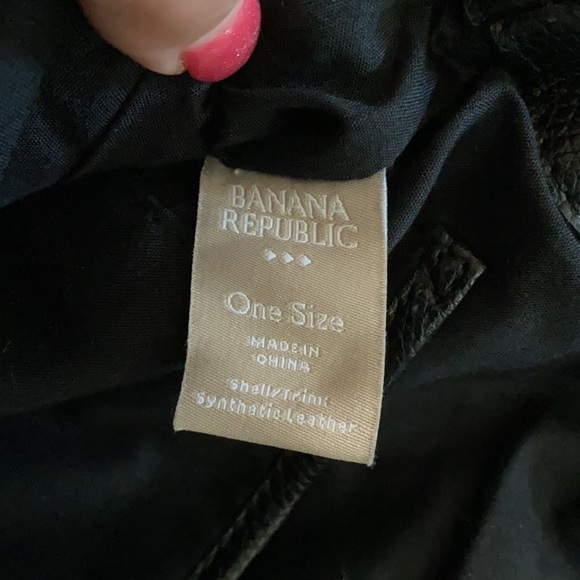 BANANA
REPUBLIC
One Size
MADE IN
CHINA
Shell/Trim:
Synthetic Leather